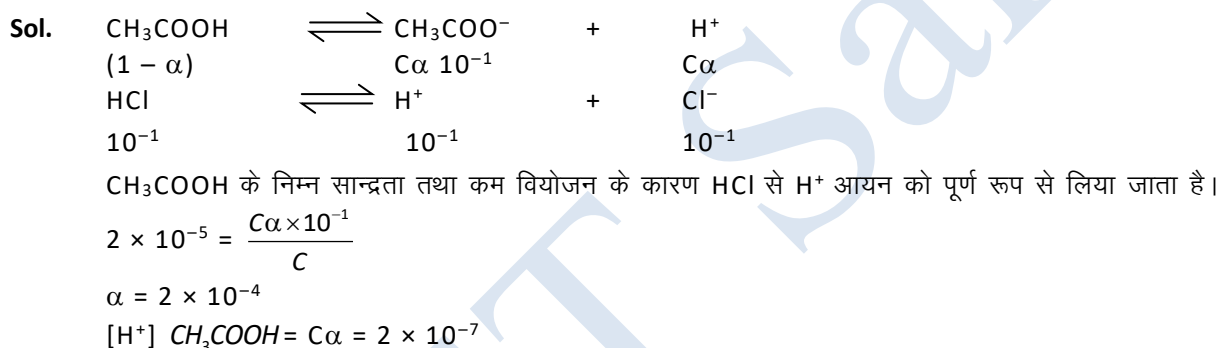 Sol. CH₃COOH ⇌ CH₃COO⁻ + H⁺
(1 – α) Cα 10⁻¹ Cα
HCl ⇌ H⁺ + Cl⁻
10⁻¹ 10⁻¹ 10⁻¹
CH₃COOH के निम्न सान्द्रता तथा कम वियोजन के कारण HCl से H⁺ आयन को पूर्ण रूप से लिया जाता है।
2 × 10⁻⁵ = \frac{Cα×10⁻¹}{C}
α = 2 × 10⁻⁴
[H⁺] CH₃COOH = Cα = 2 × 10⁻⁷